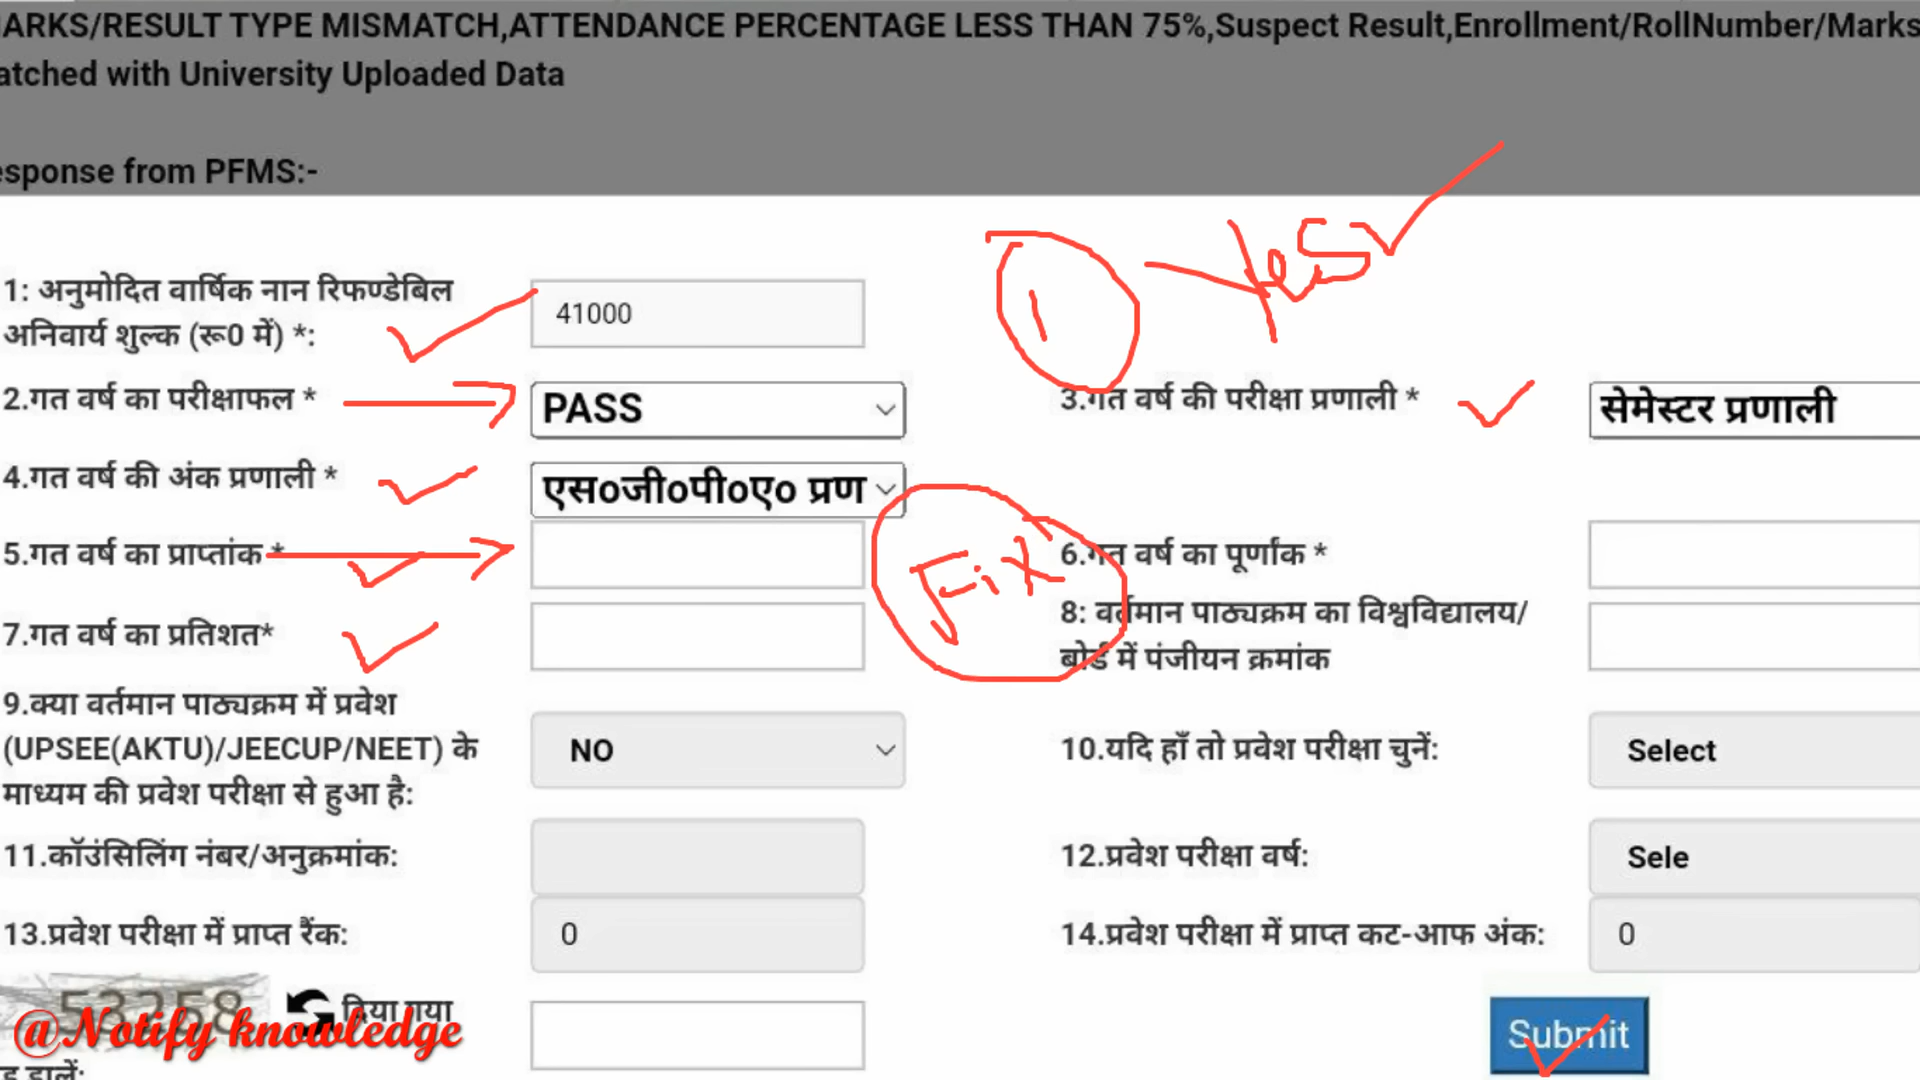 ARKS/RESULT TYPE MISMATCH,ATTENDANCE PERCENTAGE LESS THAN 75%,Suspect Result,Enrollment/RollNumber/Marks
atched with University Uploaded Data
esponse from PFMS:-
1 Yes
1: अनुमोदित वार्षिक नान रिफण्डेबिल
अनिवार्य शुल्क (रू0 में) *:
41000
2.गत वर्ष का परीक्षाफल *
PASS
3.गत वर्ष की परीक्षा प्रणाली *
सेमेस्टर प्रणाली
4.गत वर्ष की अंक प्रणाली *
एस०जी०पी०ए० प्रण
5.गत वर्ष का प्राप्तांक *
Fix
6.गत वर्ष का पूर्णांक *
7.गत वर्ष का प्रतिशत*
8: वर्तमान पाठ्यक्रम का विश्वविद्यालय/
बोर्ड में पंजीयन क्रमांक
9.क्या वर्तमान पाठ्यक्रम में प्रवेश
(UPSEE(AKTU)/JEECUP/NEET) के
माध्यम की प्रवेश परीक्षा से हुआ है:
NO
10.यदि हाँ तो प्रवेश परीक्षा चुनें:
Select
11.कॉउंसिलिंग नंबर/अनुक्रमांक:
12.प्रवेश परीक्षा वर्ष:
Sele
13.प्रवेश परीक्षा में प्राप्त रैंक:
0
14.प्रवेश परीक्षा में प्राप्त कट-आफ अंक:
0
53258
दिया गया
@Notify knowledge
डालें:
Submit